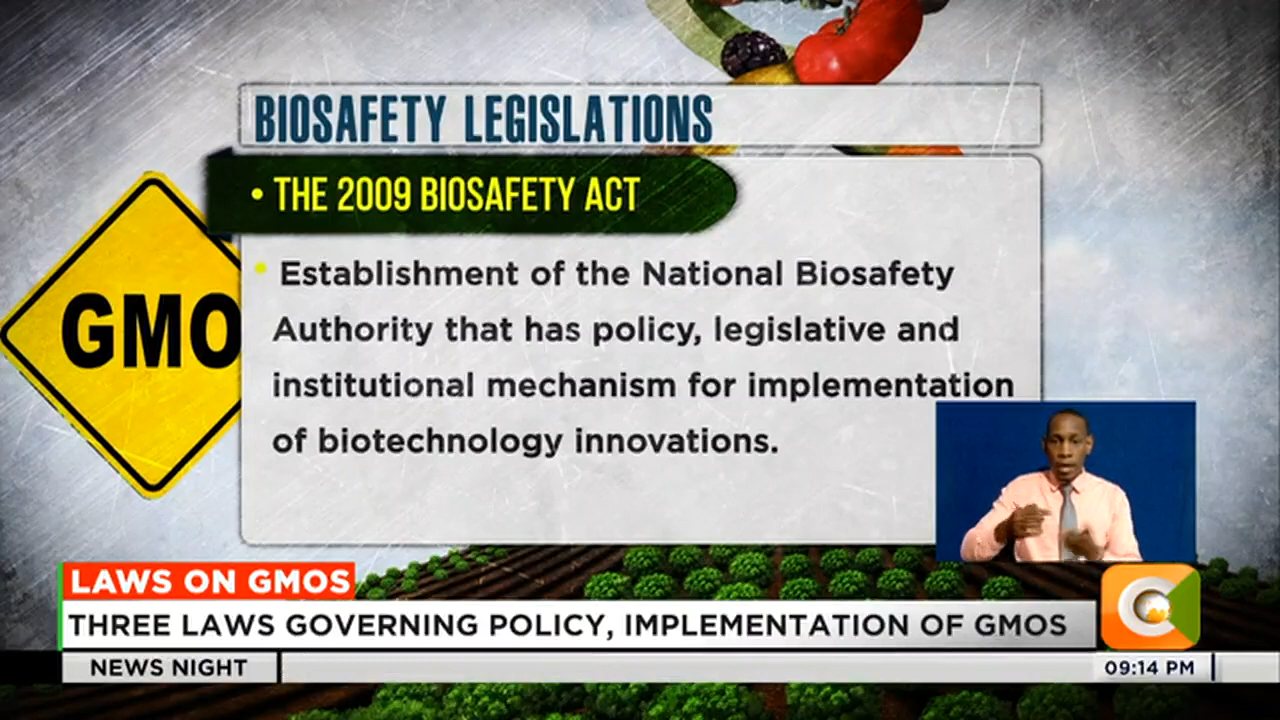 BIOSAFETY LEGISLATIONS
• THE 2009 BIOSAFETY ACT
GMO
• Establishment of the National Biosafety
Authority that has policy, legislative and
institutional mechanism for implementation
of biotechnology innovations.
LAWS ON GMOS
THREE LAWS GOVERNING POLICY, IMPLEMENTATION OF GMOS
NEWS NIGHT
09:14 PM